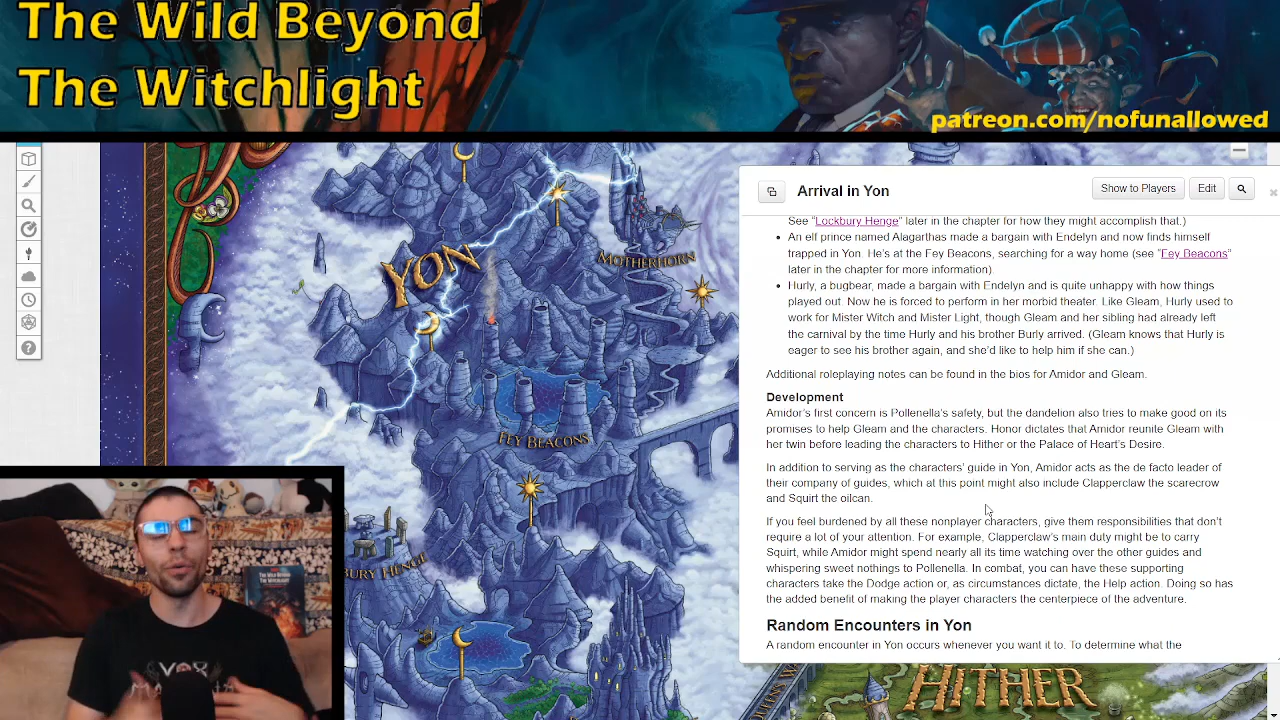 The Wild Beyond
The Witchlight
patreon.com/nofunallowed
YON
MOTHERHORN
FEY BEACONS
BURY HENGE
HITHER
Arrival in Yon
Show to Players
Edit
See "Lockbury Henge" later in the chapter for how they might accomplish that.)
• An elf prince named Alagarthas made a bargain with Endelyn and now finds himself
trapped in Yon. He's at the Fey Beacons, searching for a way home (see "Fey Beacons"
later in the chapter for more information).
• Hurly, a bugbear, made a bargain with Endelyn and is quite unhappy with how things
played out. Now he is forced to perform in her morbid theater. Like Gleam, Hurly used to
work for Mister Witch and Mister Light, though Gleam and her sibling had already left
the carnival by the time Hurly and his brother Burly arrived. (Gleam knows that Hurly is
eager to see his brother again, and she'd like to help him if she can.)
Additional roleplaying notes can be found in the bios for Amidor and Gleam.
Development
Amidor's first concern is Pollenella's safety, but the dandelion also tries to make good on its
promises to help Gleam and the characters. Honor dictates that Amidor reunite Gleam with
her twin before leading the characters to Hither or the Palace of Heart's Desire.
In addition to serving as the characters' guide in Yon, Amidor acts as the de facto leader of
their company of guides, which at this point might also include Clapperclaw the scarecrow
and Squirt the oilcan.
If you feel burdened by all these nonplayer characters, give them responsibilities that don't
require a lot of your attention. For example, Clapperclaw's main duty might be to carry
Squirt, while Amidor might spend nearly all its time watching over the other guides and
whispering sweet nothings to Pollenella. In combat, you can have these supporting
characters take the Dodge action or, as circumstances dictate, the Help action. Doing so has
the added benefit of making the player characters the centerpiece of the adventure.
Random Encounters in Yon
A random encounter in Yon occurs whenever you want it to. To determine what the